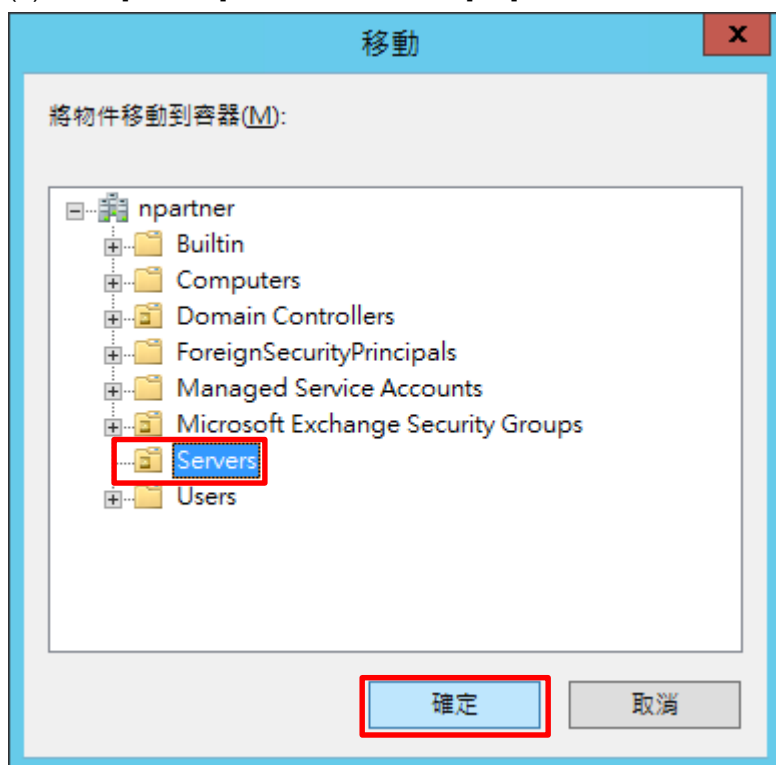 移動
x
將物件移動到容器(M):
npartner
Builtin
Computers
Domain Controllers
ForeignSecurityPrincipals
Managed Service Accounts
Microsoft Exchange Security Groups
Servers
Users
確定
取消